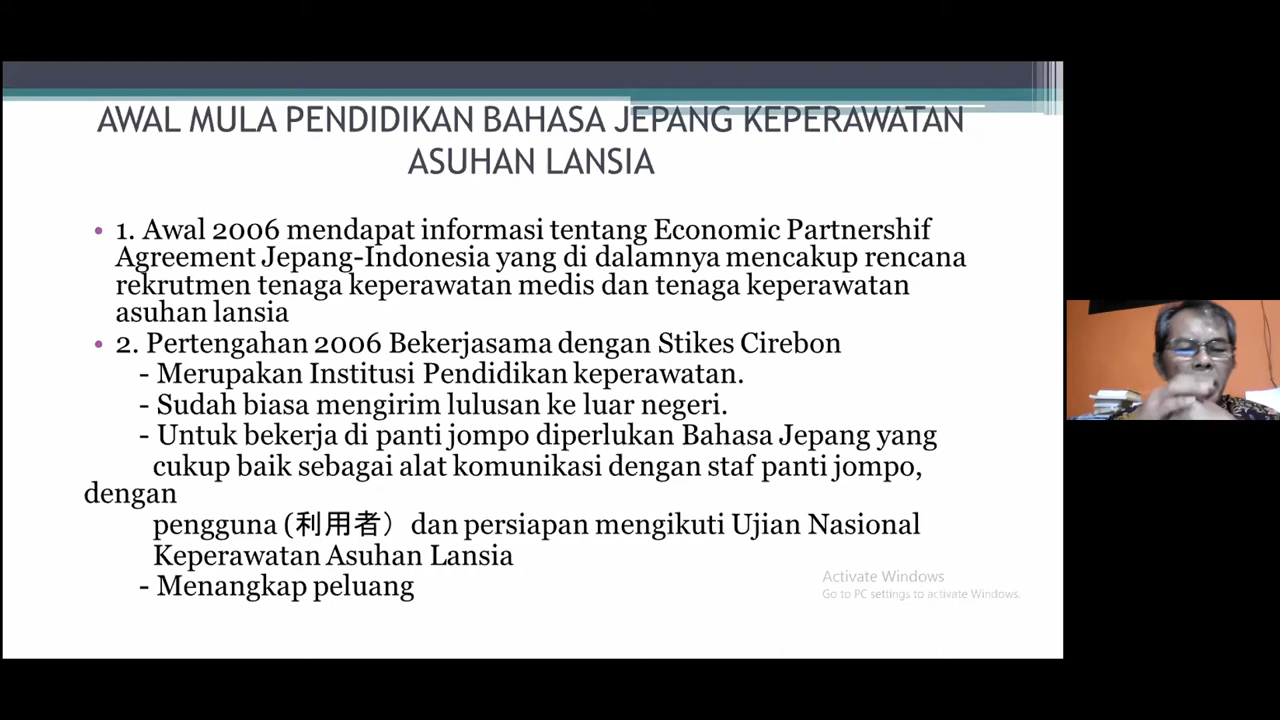 AWAL MULA PENDIDIKAN BAHASA JEPANG KEPERAWATAN
ASUHAN LANSIA
• 1. Awal 2006 mendapat informasi tentang Economic Partnershif
Agreement Jepang-Indonesia yang di dalamnya mencakup rencana
rekrutmen tenaga keperawatan medis dan tenaga keperawatan
asuhan lansia
• 2. Pertengahan 2006 Bekerjasama dengan Stikes Cirebon
- Merupakan Institusi Pendidikan keperawatan.
- Sudah biasa mengirim lulusan ke luar negeri.
- Untuk bekerja di panti jompo diperlukan Bahasa Jepang yang
cukup baik sebagai alat komunikasi dengan staf panti jompo,
dengan
pengguna (利用者）dan persiapan mengikuti Ujian Nasional
Keperawatan Asuhan Lansia
- Menangkap peluang
Activate Windows
Go to PC settings to activate Windows.